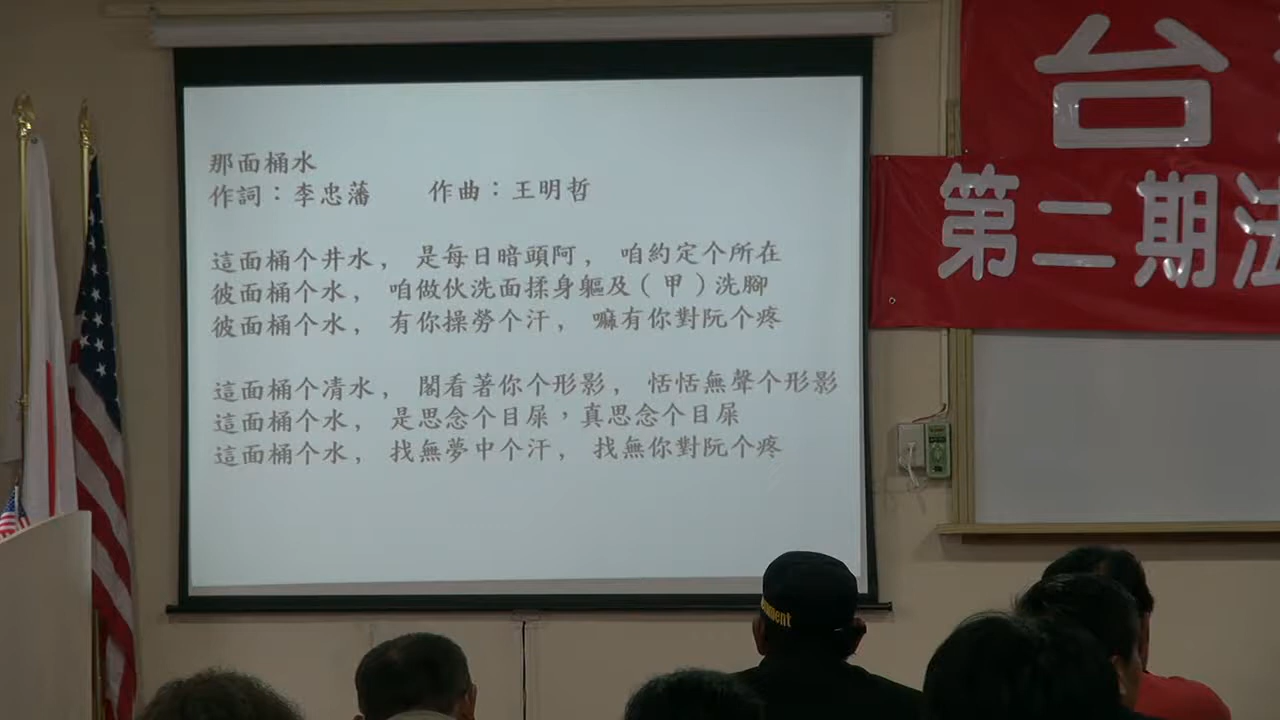 那面桶水
作詞：李忠藩　　作曲：王明哲
這面桶个井水， 是每日暗頭阿， 咱約定个所在
彼面桶个水， 咱做伙洗面揉身軀及（甲）洗腳
彼面桶个水， 有你操勞个汗， 嘛有你對阮个疼
這面桶个清水， 閣看著你个形影， 恬恬無聲个形影
這面桶个水， 是思念个目屎，真思念个目屎
這面桶个水， 找無夢中个汗， 找無你對阮个疼
台
第二期法